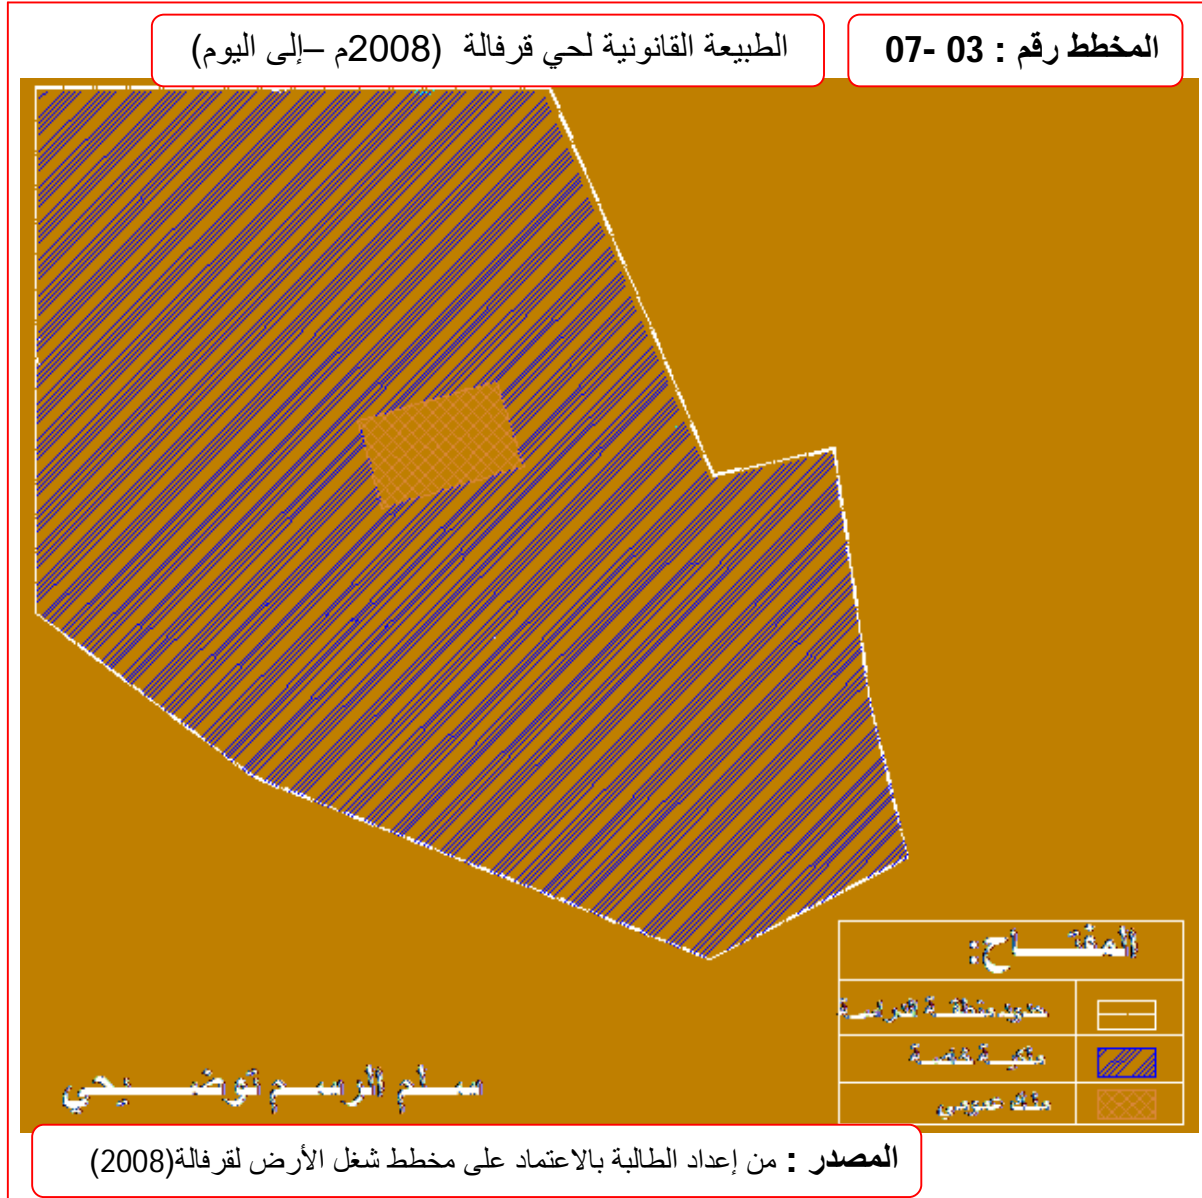 المخطط رقم : 03 -07
الطبيعة القانونية لحي قرفالة (2008م –إلى اليوم)
المفتـــاح:
حدود منطقة الدراسة
ملكية خاصة
ملك عمومي
سلم الرسم توضيحي
المصدر : من إعداد الطالبة بالاعتماد على مخطط شغل الأرض لقرفالة(2008)